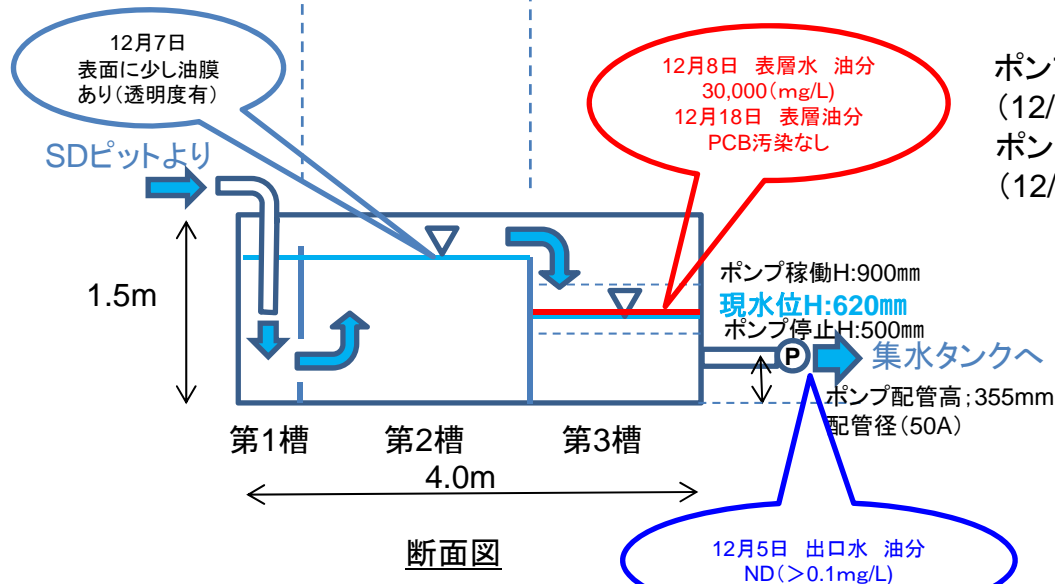 12月7日
表面に少し油膜
あり(透明度有)
12月8日 表層水 油分
30,000(mg/L)
12月18日 表層油分
PCB汚染なし
ポンプ
(12/
ポン
(12/
SDピットより
1.5m
ポンプ稼働H:900㎜
現水位H:620㎜
ポンプ停止H:500㎜
P
集水タンクへ
ポンプ配管高;355mm
配管径(50A)
第1槽
第2槽
第3槽
4.0m
断面図
12月5日 出口水 油分
ND(>0.1mg/L)